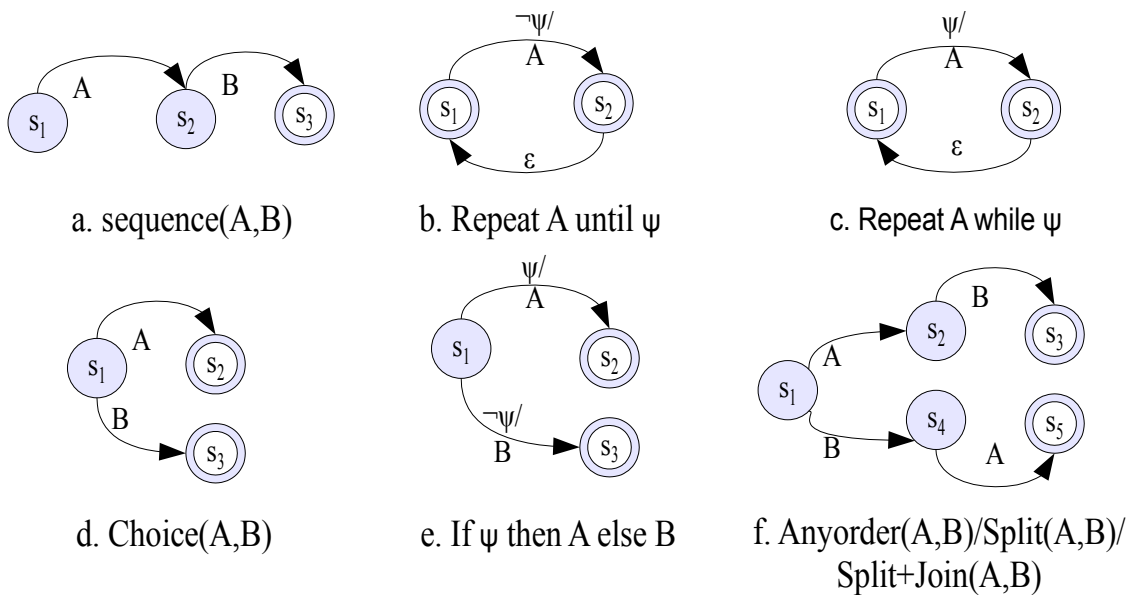 A
B
s1
s2
s3
a. sequence(A,B)
¬ψ/
A
s1
s2
ε
b. Repeat A until ψ
ψ/
A
s1
s2
ε
c. Repeat A while ψ
A
s1
s2
B
s3
d. Choice(A,B)
ψ/
A
s1
s2
¬ψ/
B
s3
e. If ψ then A else B
B
s2
s3
A
s1
s4
s5
B
A
f. Anyorder(A,B)/Split(A,B)/
Split+Join(A,B)